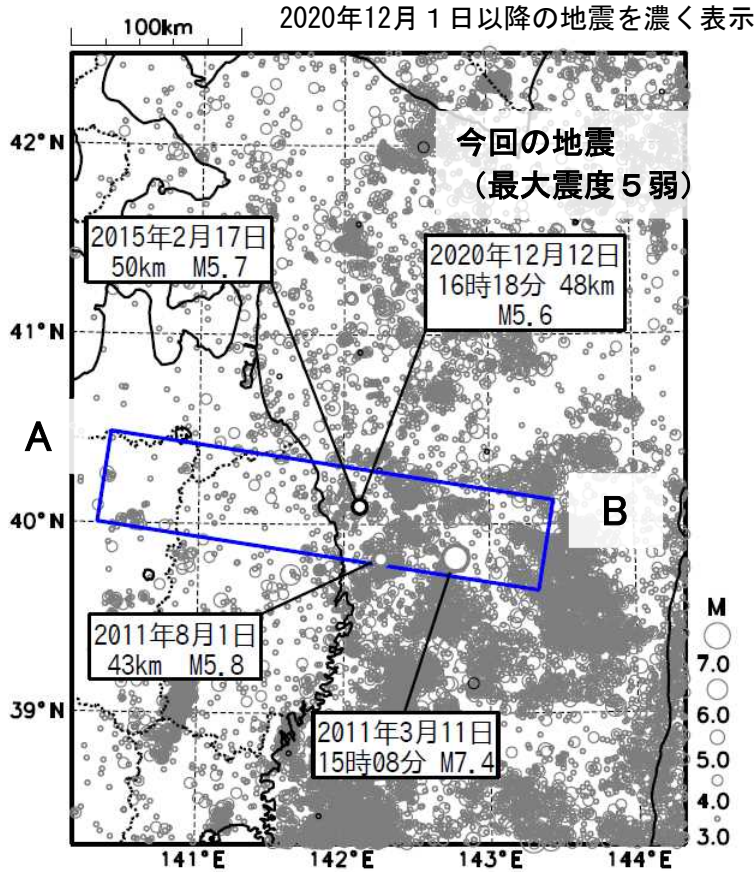 2020年12月１日以降の地震を濃く表示
100km
42°N
今回の地震
（最大震度５弱）
2015年2月17日
50km M5.7
2020年12月12日
16時18分 48km
M5.6
41°N
A
40°N
B
2011年8月1日
43km M5.8
39°N
2011年3月11日
15時08分 M7.4
M
7.0
6.0
5.0
4.0
3.0
141°E
142°E
143°E
144°E